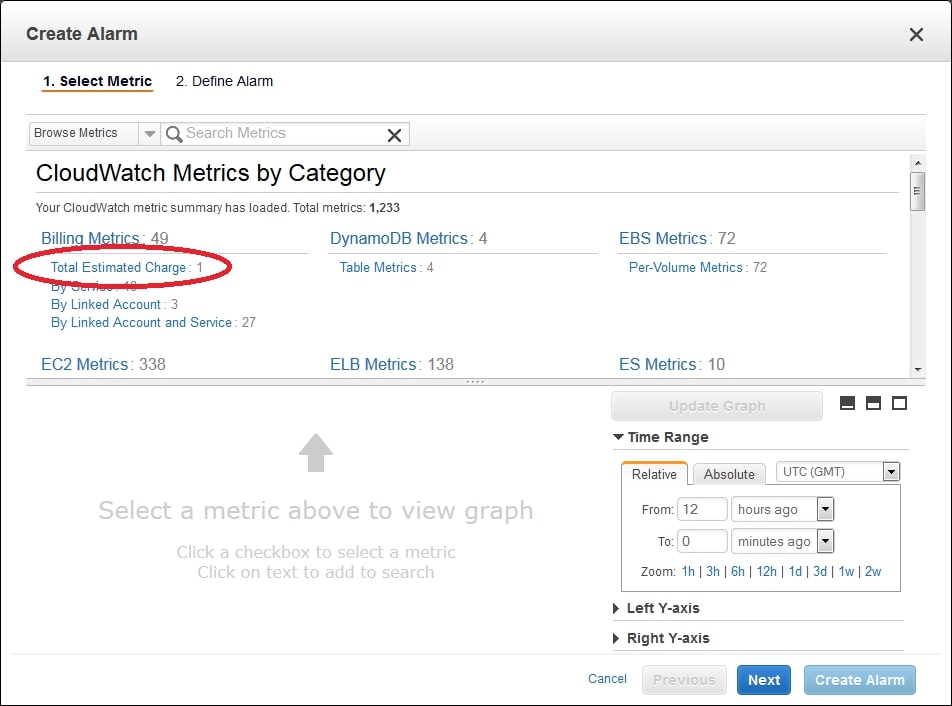 Create Alarm
1. Select Metric 2. Define Alarm
Browse Metrics Search Metrics
CloudWatch Metrics by Category
Your CloudWatch metric summary has loaded. Total metrics: 1,233
Billing Metrics : 49 DynamoDB Metrics : 4 EBS Metrics : 72
Total Estimated Charge : 1 Table Metrics : 4 Per-Volume Metrics : 72
By Service :
By Linked Account : 3
By Linked Account and Service : 27
EC2 Metrics : 338 ELB Metrics : 138 ES Metrics : 10
Update Graph
Time Range
Relative Absolute UTC (GMT)
From: 12 hours ago
To: 0 minutes ago
Zoom: 1h | 3h | 6h | 12h | 1d | 3d | 1w | 2w
Left Y-axis
Right Y-axis
Select a metric above to view graph
Click a checkbox to select a metric
Click on text to add to search
Cancel Previous Next Create Alarm